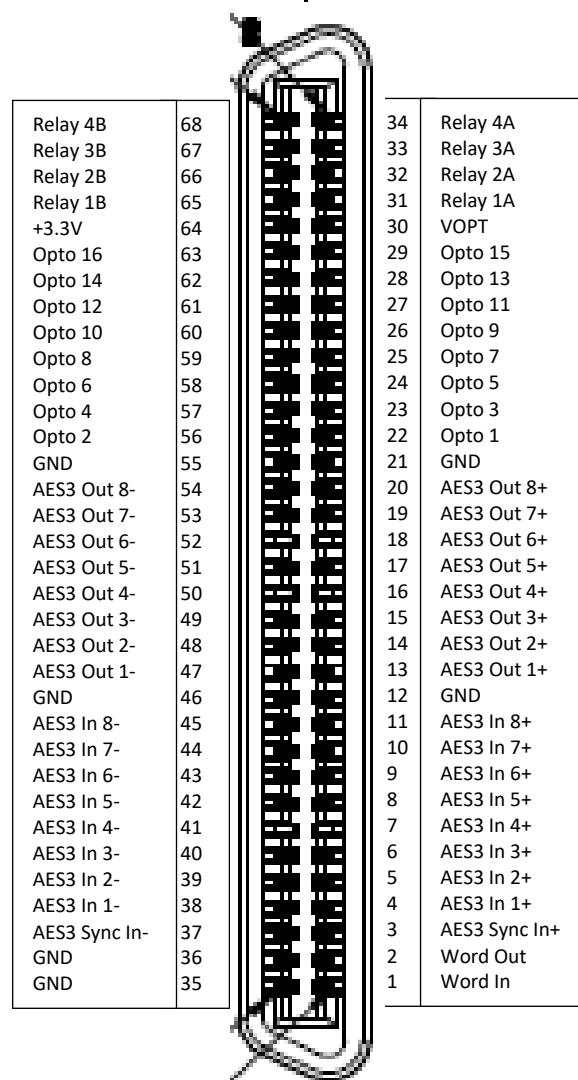 Relay 4B 68 34 Relay 4A
Relay 3B 67 33 Relay 3A
Relay 2B 66 32 Relay 2A
Relay 1B 65 31 Relay 1A
+3.3V 64 30 VOPT
Opto 16 63 29 Opto 15
Opto 14 62 28 Opto 13
Opto 12 61 27 Opto 11
Opto 10 60 26 Opto 9
Opto 8 59 25 Opto 7
Opto 6 58 24 Opto 5
Opto 4 57 23 Opto 3
Opto 2 56 22 Opto 1
GND 55 21 GND
AES3 Out 8- 54 20 AES3 Out 8+
AES3 Out 7- 53 19 AES3 Out 7+
AES3 Out 6- 52 18 AES3 Out 6+
AES3 Out 5- 51 17 AES3 Out 5+
AES3 Out 4- 50 16 AES3 Out 4+
AES3 Out 3- 49 15 AES3 Out 3+
AES3 Out 2- 48 14 AES3 Out 2+
AES3 Out 1- 47 13 AES3 Out 1+
GND 46 12 GND
AES3 In 8- 45 11 AES3 In 8+
AES3 In 7- 44 10 AES3 In 7+
AES3 In 6- 43 9 AES3 In 6+
AES3 In 5- 42 8 AES3 In 5+
AES3 In 4- 41 7 AES3 In 4+
AES3 In 3- 40 6 AES3 In 3+
AES3 In 2- 39 5 AES3 In 2+
AES3 In 1- 38 4 AES3 In 1+
AES3 Sync In- 37 3 AES3 Sync In+
GND 36 2 Word Out
GND 35 1 Word In